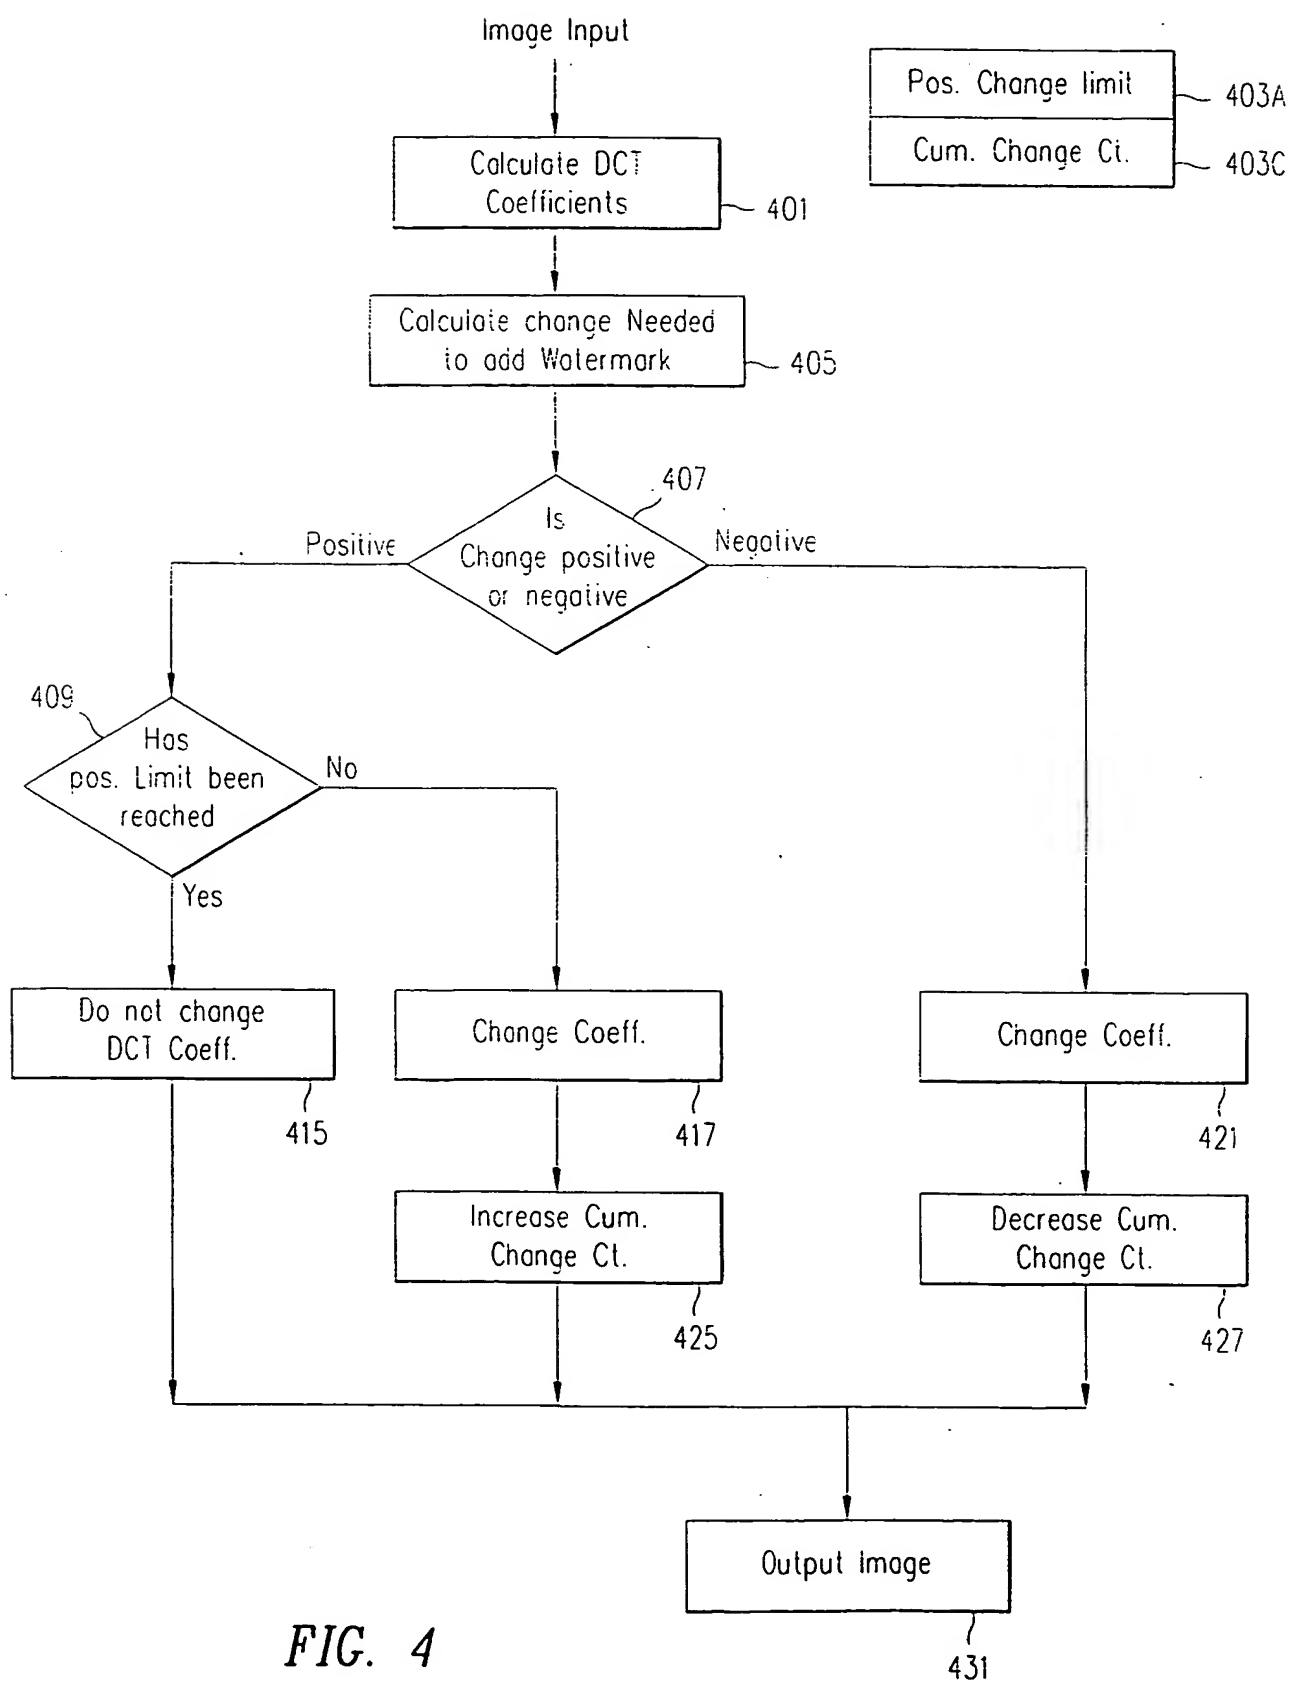 Image Input
Pos. Change limit
403A
Cum. Change Ct.
403C
Calculate DCT
Coefficients
401
Calculate change Needed
to add Watermark
405
407
Is
Change positive
or negative
Positive
Negative
409
Has
pos. Limit been
reached
No
Yes
Do not change
DCT Coeff.
415
Change Coeff.
417
Change Coeff.
421
Increase Cum.
Change Ct.
425
Decrease Cum.
Change Ct.
427
Output Image
431
FIG. 4